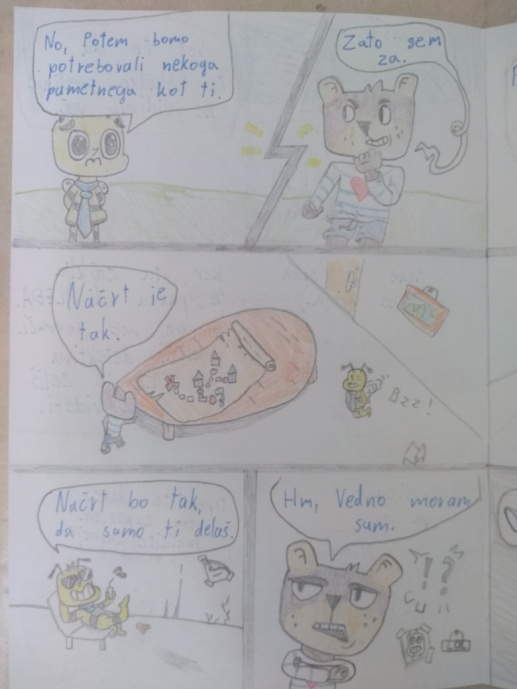 No, Potem bomo
potrebovali nekoga
pametnega kot ti.
Zato sem
za.
Náčrt je
tak.
Bzz!
Načrt bo tak,
da samo ti delaš.
Hm, Vedno moram
sum.
!?